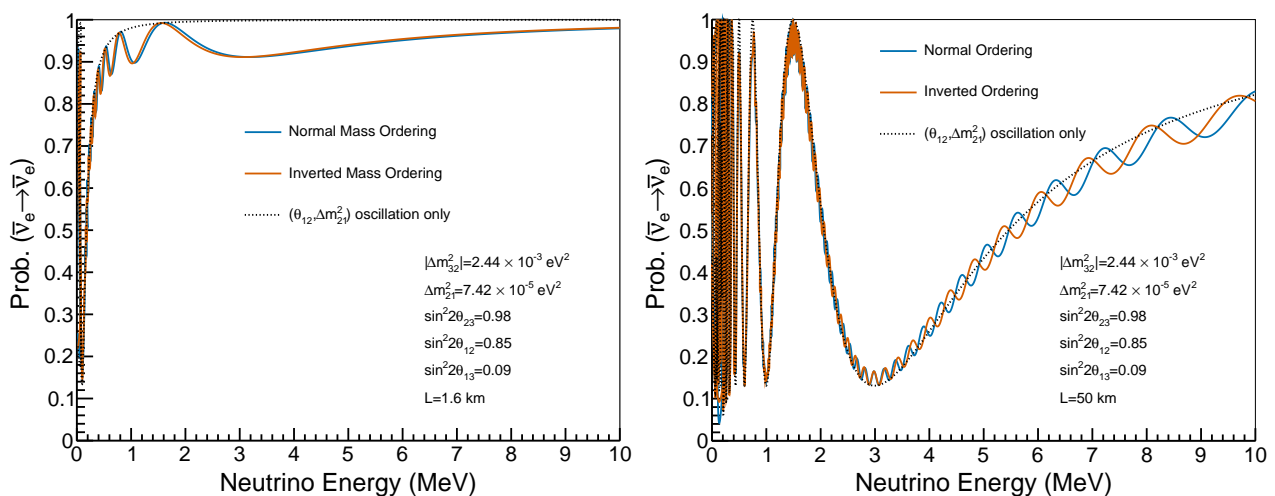 Prob. (ν̅ₑ→ν̅ₑ)
1
0.9
0.8
0.7
0.6
0.5
0.4
0.3
0.2
0.1
0
Normal Mass Ordering
Inverted Mass Ordering
(θ₁₂,Δm²₂₁) oscillation only
|Δm²₃₂|=2.44 × 10⁻³ eV²
Δm²₂₁=7.42 × 10⁻⁵ eV²
sin²2θ₂₃=0.98
sin²2θ₁₂=0.85
sin²2θ₁₃=0.09
L=1.6 km
0 1 2 3 4 5 6 7 8 9 10
Neutrino Energy (MeV)
Prob. (ν̅ₑ→ν̅ₑ)
1
0.9
0.8
0.7
0.6
0.5
0.4
0.3
0.2
0.1
0
Normal Ordering
Inverted Ordering
(θ₁₂,Δm²₂₁) oscillation only
|Δm²₃₂|=2.44 × 10⁻³ eV²
Δm²₂₁=7.42 × 10⁻⁵ eV²
sin²2θ₂₃=0.98
sin²2θ₁₂=0.85
sin²2θ₁₃=0.09
L=50 km
0 1 2 3 4 5 6 7 8 9 10
Neutrino Energy (MeV)